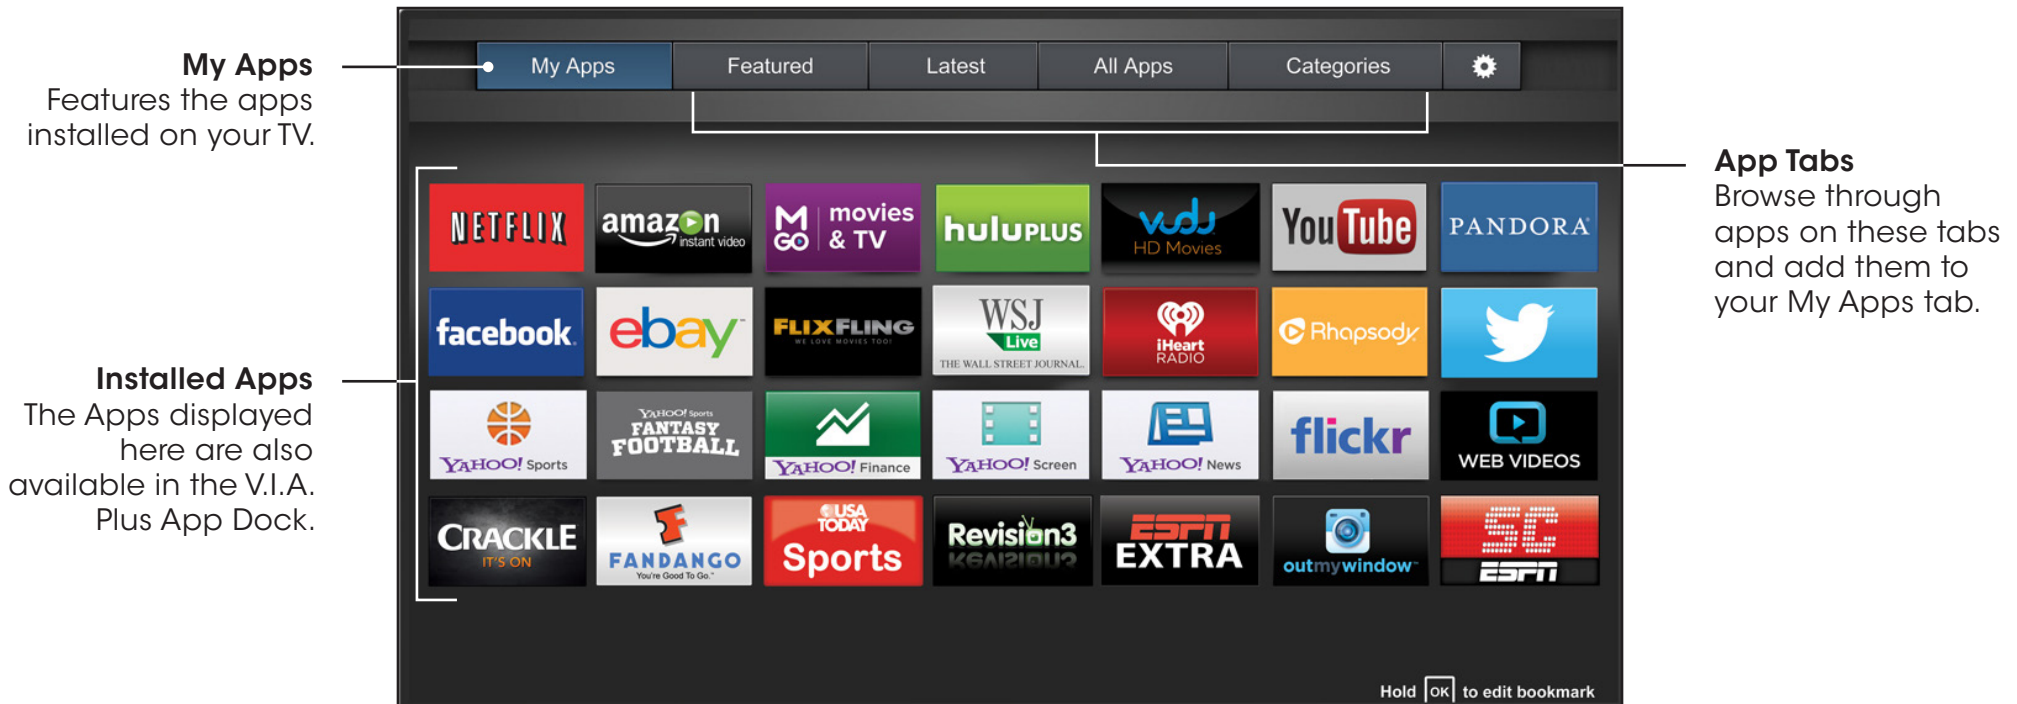 My Apps
Features the apps
installed on your TV.
Installed Apps
The Apps displayed
here are also
available in the V.I.A.
Plus App Dock.
My Apps Featured Latest All Apps Categories
NETFLIX
amazon
instant video
M GO movies & TV
huluPLUS
vudu
HD Movies
YouTube
PANDORA
facebook
ebay
FLIXFLING
WE LOVE MOVIES TOO!
WSJ
Live
THE WALL STREET JOURNAL.
iHeart
RADIO
Rhapsody
YAHOO! Sports
YAHOO! Sports
FANTASY
FOOTBALL
YAHOO! Finance
YAHOO! Screen
YAHOO! News
flickr
WEB VIDEOS
CRACKLE
IT'S ON
F
FANDANGO
You're Good To Go.™
USA
TODAY
Sports
Revision3
ESPN
EXTRA
outmywindow
SC
ESPN
Hold OK to edit bookmark
App Tabs
Browse through
apps on these tabs
and add them to
your My Apps tab.